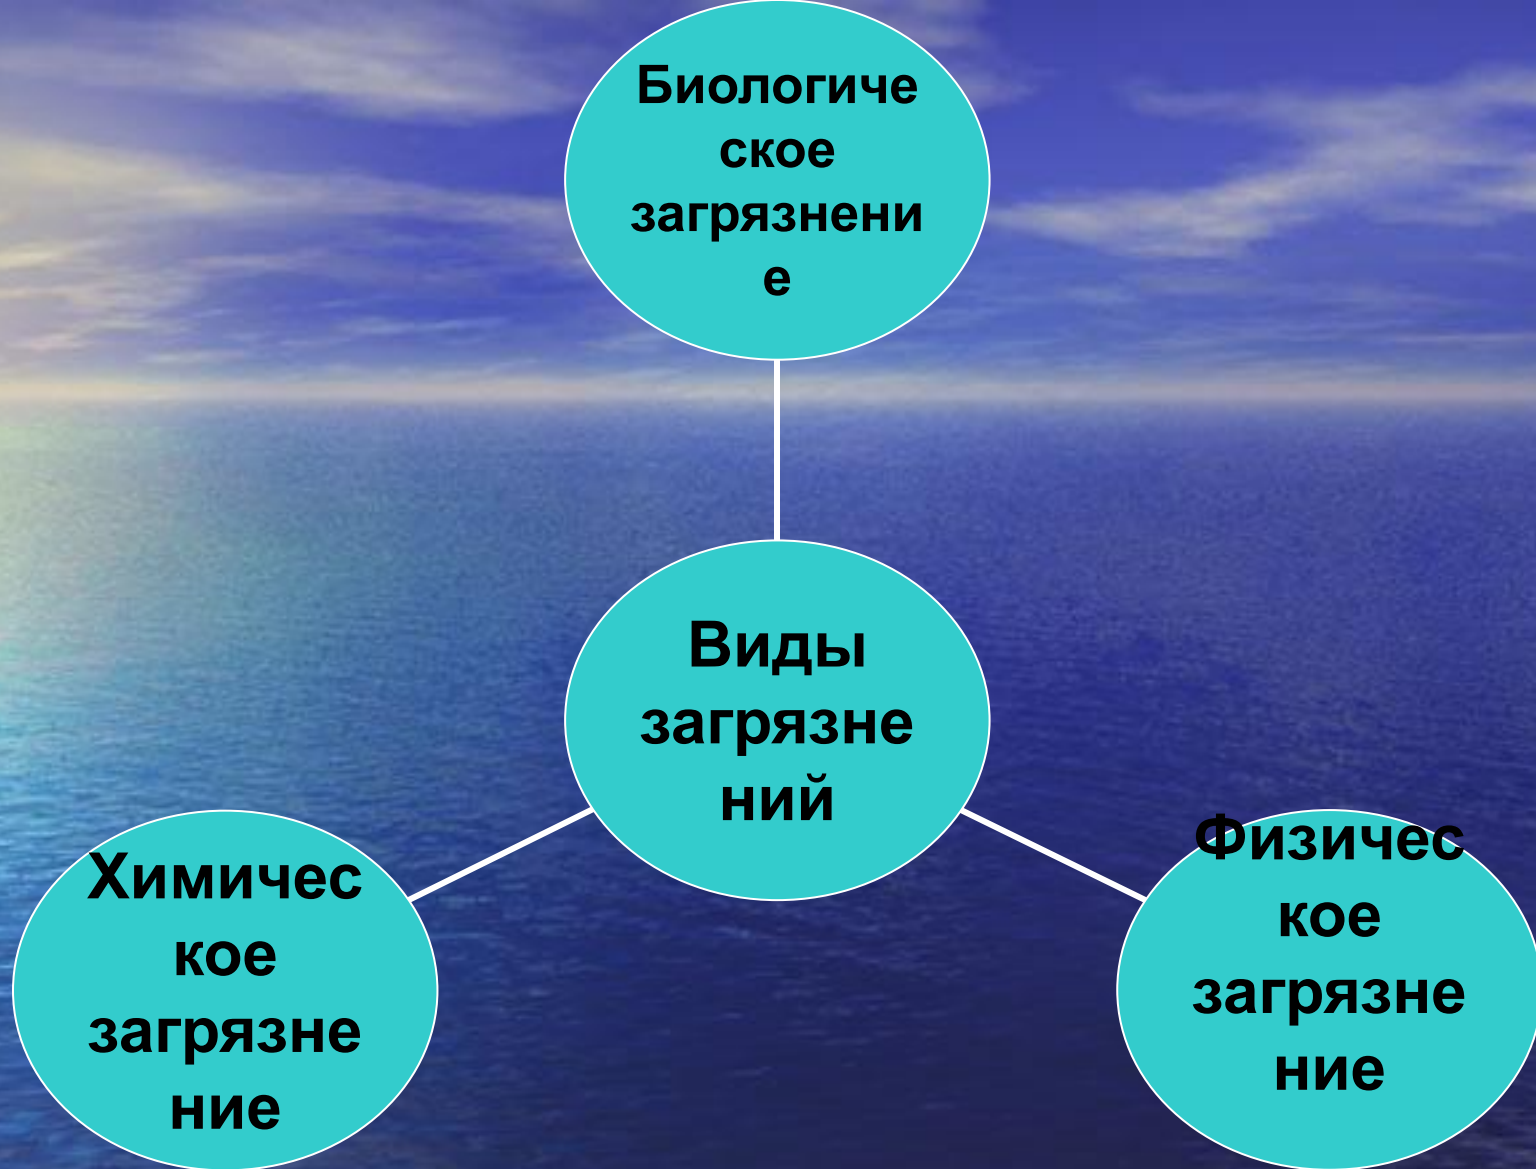 Биологиче
ское
загрязнени
е
Виды
загрязне
ний
Химичес
кое
загрязне
ние
Физичес
кое
загрязне
ние